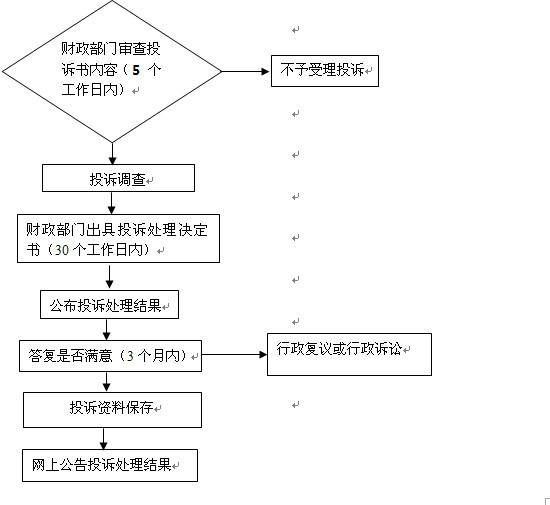 财政部门审查投
诉书内容（5 个
工作日内）
不予受理投诉
投诉调查
财政部门出具投诉处理决定
书（30个工作日内）
公布投诉处理结果
答复是否满意（3个月内）
行政复议或行政诉讼
投诉资料保存
网上公告投诉处理结果